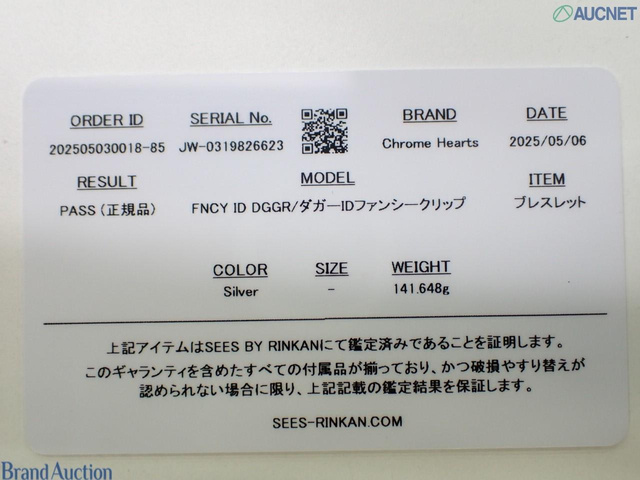 AUCNET
ORDER ID
SERIAL No.
BRAND
DATE
202505030018-85
JW-0319826623
Chrome Hearts
2025/05/06
RESULT
MODEL
ITEM
PASS (正規品)
FNCY ID DGGR/ダガーIDファンシークリップ
ブレスレット
COLOR
SIZE
WEIGHT
Silver
-
141.648g
上記アイテムはSEES BY RINKANにて鑑定済みであることを証明します。
このギャランティを含めたすべての付属品が揃っており、かつ破損やすり替えが
認められない場合に限り、上記記載の鑑定結果を保証します。
SEES-RINKAN.COM
Brand Auction